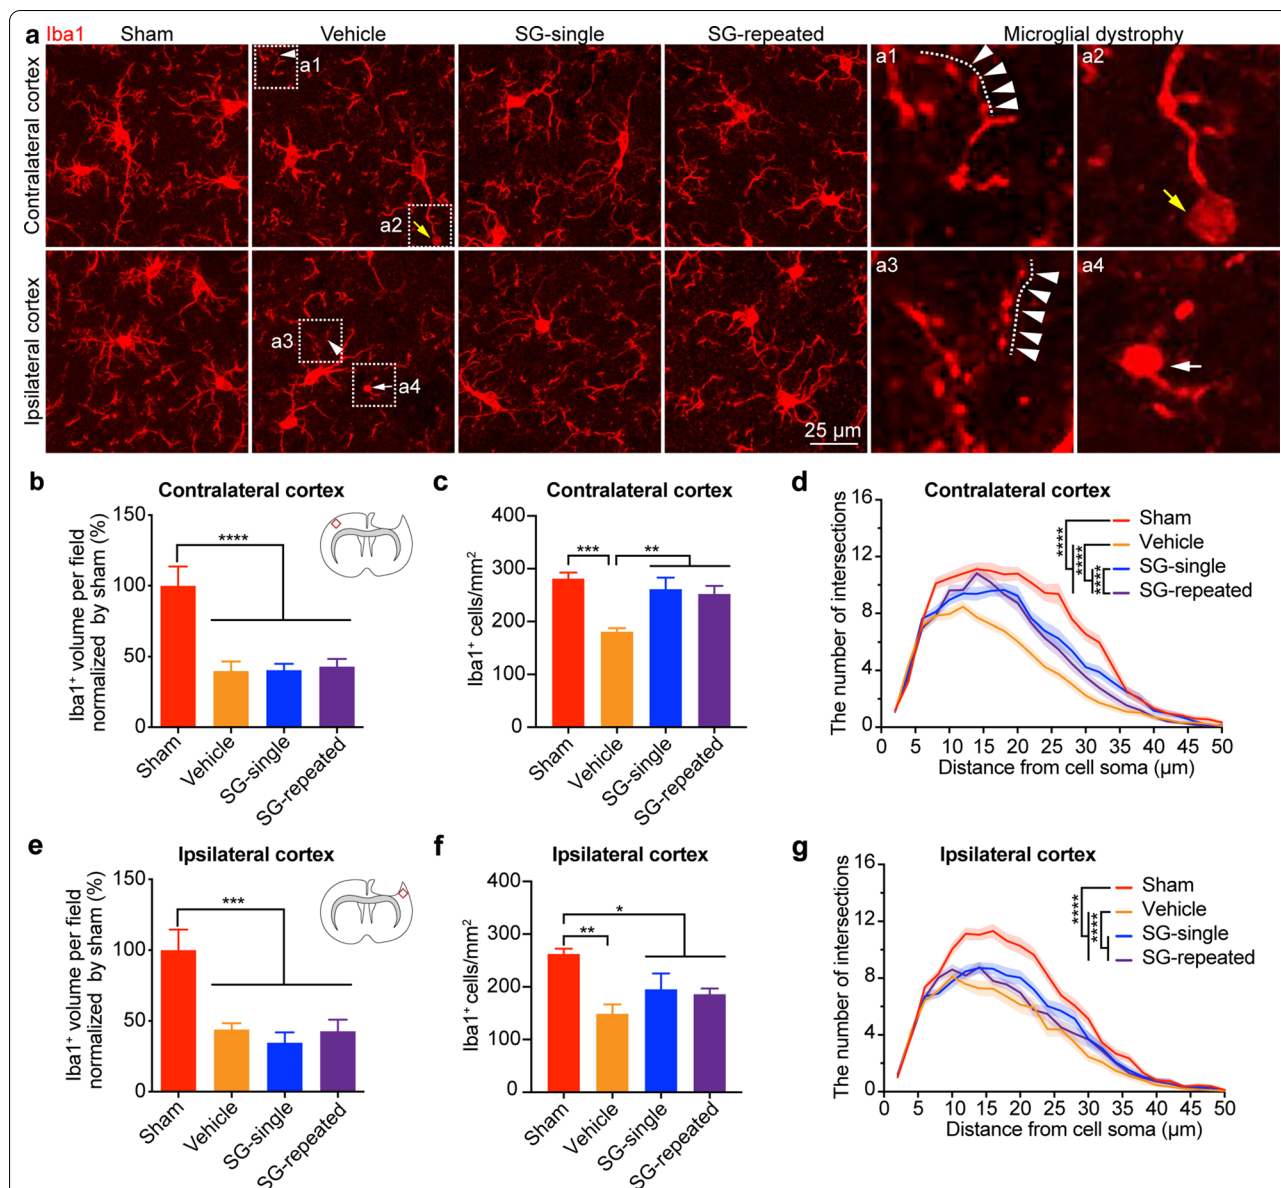 a Iba1 Sham Vehicle SG-single SG-repeated Microglial dystrophy
Contralateral cortex
a1
a2
a1
a2
Ipsilateral cortex
a3
a4
25 µm
a3
a4
b
Contralateral cortex
Iba1⁺ volume per field
normalized by sham (%)
150
100
50
0
****
Sham
Vehicle
SG-single
SG-repeated
c
Contralateral cortex
Iba1⁺ cells/mm²
400
300
200
100
0
*** **
Sham
Vehicle
SG-single
SG-repeated
d
Contralateral cortex
The number of intersections
16
12
8
4
0
Sham
Vehicle
SG-single
SG-repeated
****
****
****
0 5 10 15 20 25 30 35 40 45 50
Distance from cell soma (µm)
e
Ipsilateral cortex
Iba1⁺ volume per field
normalized by sham (%)
150
100
50
0
***
Sham
Vehicle
SG-single
SG-repeated
f
Ipsilateral cortex
Iba1⁺ cells/mm²
400
300
200
100
0
*
**
Sham
Vehicle
SG-single
SG-repeated
g
Ipsilateral cortex
The number of intersections
16
12
8
4
0
Sham
Vehicle
SG-single
SG-repeated
****
****
0 5 10 15 20 25 30 35 40 45 50
Distance from cell soma (µm)